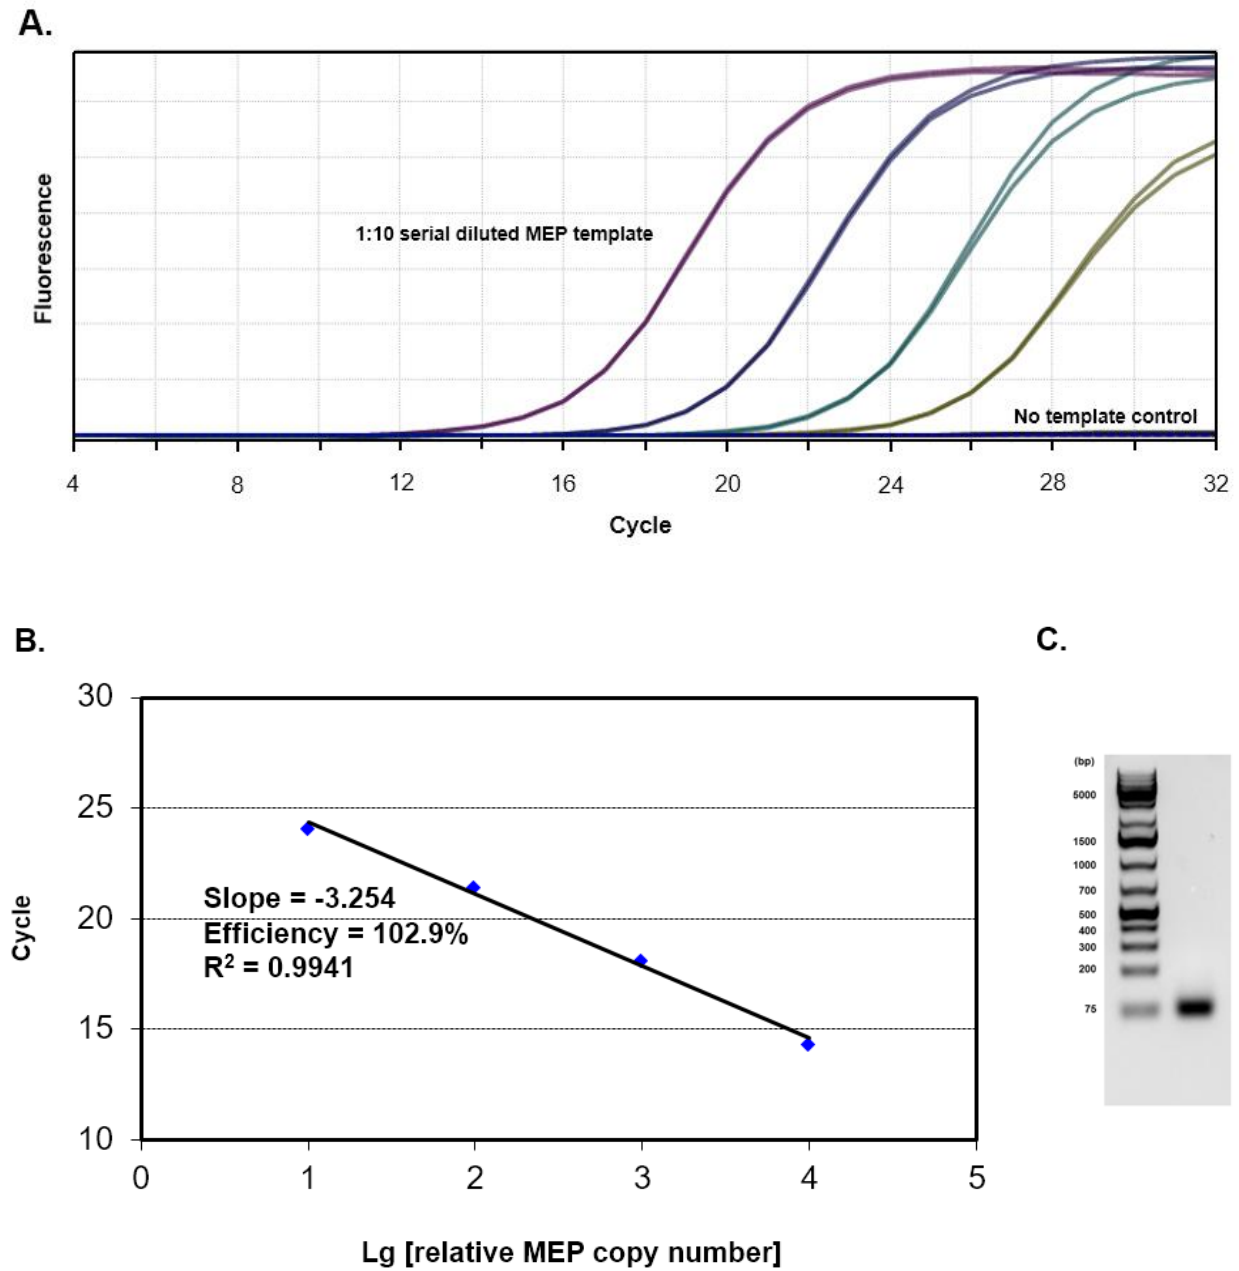 A.
Fluorescence
1:10 serial diluted MEP template
No template control
4 8 12 16 20 24 28 32
Cycle
B.
30
25
20
15
10
Cycle
Slope = -3.254
Efficiency = 102.9%
R² = 0.9941
0 1 2 3 4 5
Lg [relative MEP copy number]
C.
(bp)
5000
1500
1000
700
500
400
300
200
75